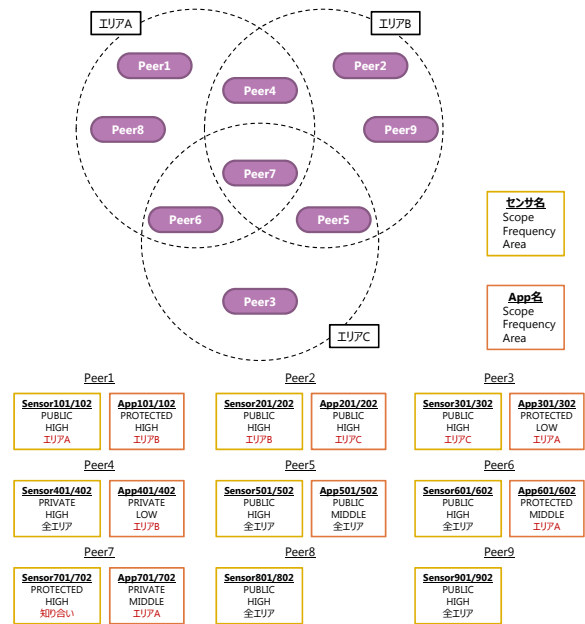 エリアA
エリアB
Peer1
Peer2
Peer4
Peer8
Peer9
Peer7
Peer6
Peer5
Peer3
エリアC
センサ名
Scope
Frequency
Area
App名
Scope
Frequency
Area
Peer1
Sensor101/102
PUBLIC
HIGH
エリアA
App101/102
PROTECTED
HIGH
エリアB
Peer2
Sensor201/202
PUBLIC
HIGH
エリアB
App201/202
PUBLIC
HIGH
エリアC
Peer3
Sensor301/302
PUBLIC
HIGH
エリアC
App301/302
PROTECTED
LOW
エリアA
Peer4
Sensor401/402
PRIVATE
HIGH
全エリア
App401/402
PRIVATE
LOW
エリアB
Peer5
Sensor501/502
PUBLIC
HIGH
全エリア
App501/502
PUBLIC
MIDDLE
全エリア
Peer6
Sensor601/602
PUBLIC
HIGH
全エリア
App601/602
PROTECTED
MIDDLE
エリアA
Peer7
Sensor701/702
PROTECTED
HIGH
知り合い
App701/702
PRIVATE
MIDDLE
エリアA
Peer8
Sensor801/802
PUBLIC
HIGH
全エリア
Peer9
Sensor901/902
PUBLIC
HIGH
全エリア